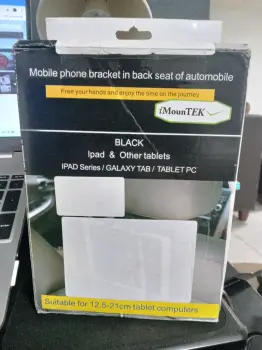 Mobile phone bracket in back seat of automobile
Free your hands and enjoy the time on the journey
iMounTEK
BLACK
Ipad & Other tablets
IPAD Series / GALAXY TAB / TABLET PC
Suitable for 12.5-21cm tablet computers